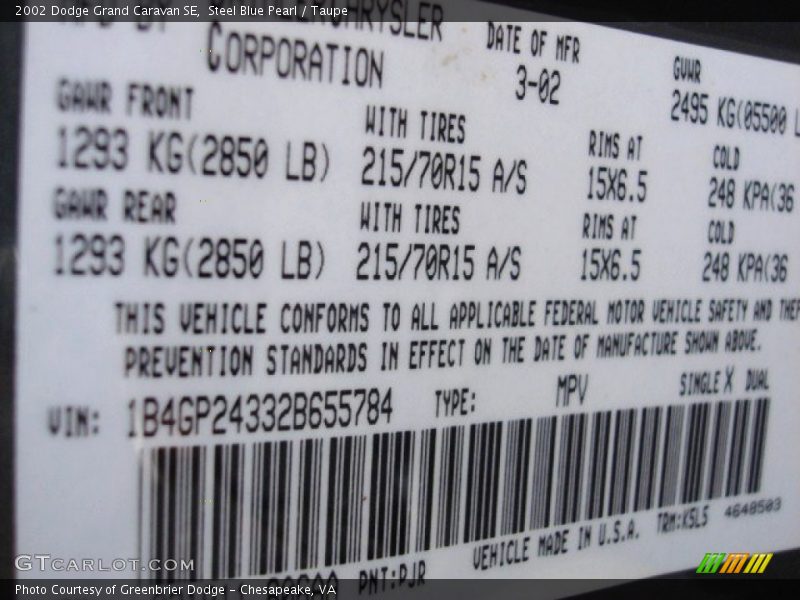 2002 Dodge Grand Caravan SE, Steel Blue Pearl / Taupe
CORPORATION
DATE OF MFR
3-02
GVWR
2495 KG(05500 L
GAWR FRONT
1293 KG(2850 LB)
WITH TIRES
215/70R15 A/S
RIMS AT
15X6.5
COLD
248 KPA(36
GAWR REAR
1293 KG(2850 LB)
WITH TIRES
215/70R15 A/S
RIMS AT
15X6.5
COLD
248 KPA(36
THIS VEHICLE CONFORMS TO ALL APPLICABLE FEDERAL MOTOR VEHICLE SAFETY AND THEF
PREVENTION STANDARDS IN EFFECT ON THE DATE OF MANUFACTURE SHOWN ABOVE.
VIN: 1B4GP24332B655784 TYPE: MPV SINGLE X DUAL
VEHICLE MADE IN U.S.A. TRM:K5LS 4648503
PNT:PJR
GTcarlot.com
Photo Courtesy of Greenbrier Dodge – Chesapeake, VA